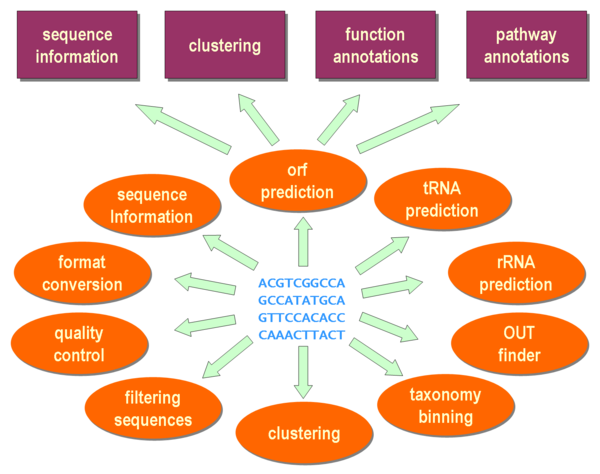 sequence
information
clustering
function
annotations
pathway
annotations
orf
prediction
sequence
Information
tRNA
prediction
format
conversion
rRNA
prediction
ACGTCGGCCA
GCCATATGCA
GTTCCACACC
CAAACTTACT
quality
control
OUT
finder
filtering
sequences
clustering
taxonomy
binning